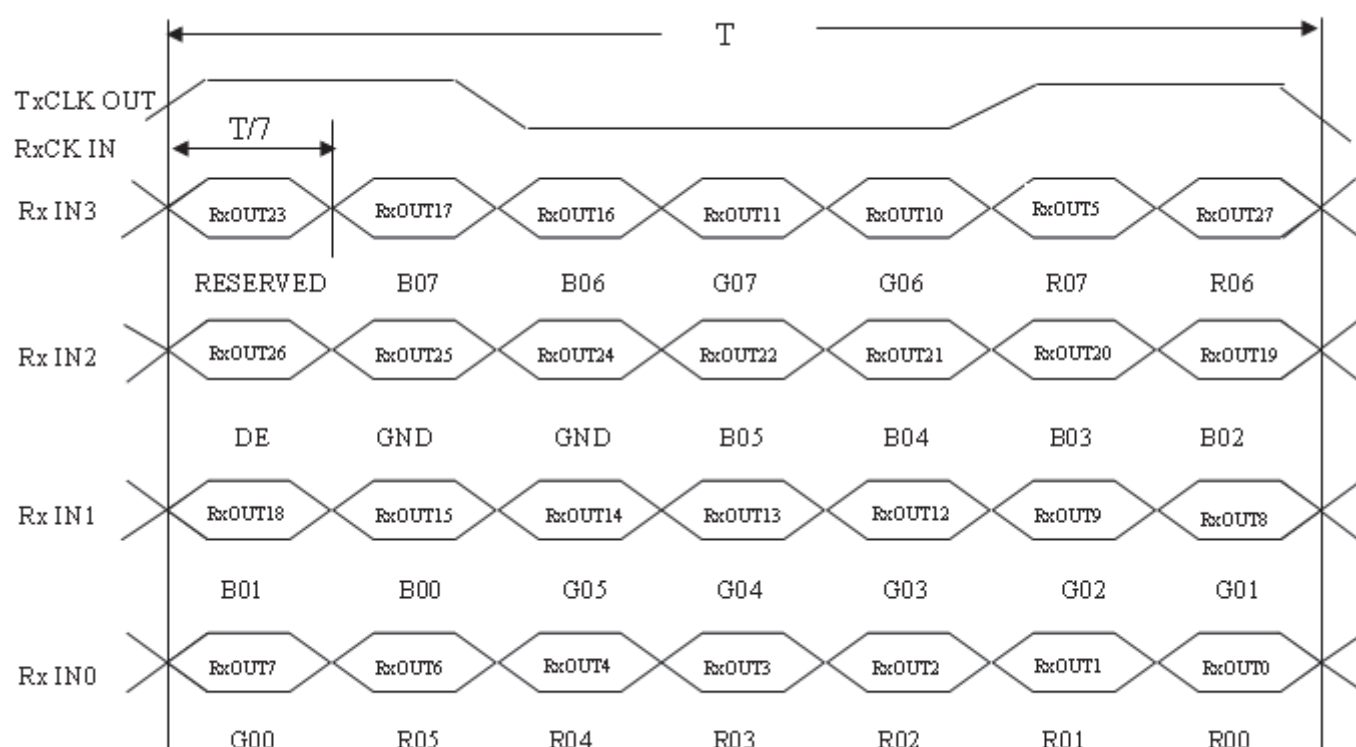 T
TxCLK OUT
T/7
RxCK IN
Rx IN3 RxOUT23 RxOUT17 RxOUT16 RxOUT11 RxOUT10 RxOUT5 RxOUT27
RESERVED B07 B06 G07 G06 R07 R06
Rx IN2 RxOUT26 RxOUT25 RxOUT24 RxOUT22 RxOUT21 RxOUT20 RxOUT19
DE GND GND B05 B04 B03 B02
Rx IN1 RxOUT18 RxOUT15 RxOUT14 RxOUT13 RxOUT12 RxOUT9 RxOUT8
B01 B00 G05 G04 G03 G02 G01
Rx IN0 RxOUT7 RxOUT6 RxOUT4 RxOUT3 RxOUT2 RxOUT1 RxOUT0
G00 R05 R04 R03 R02 R01 R00